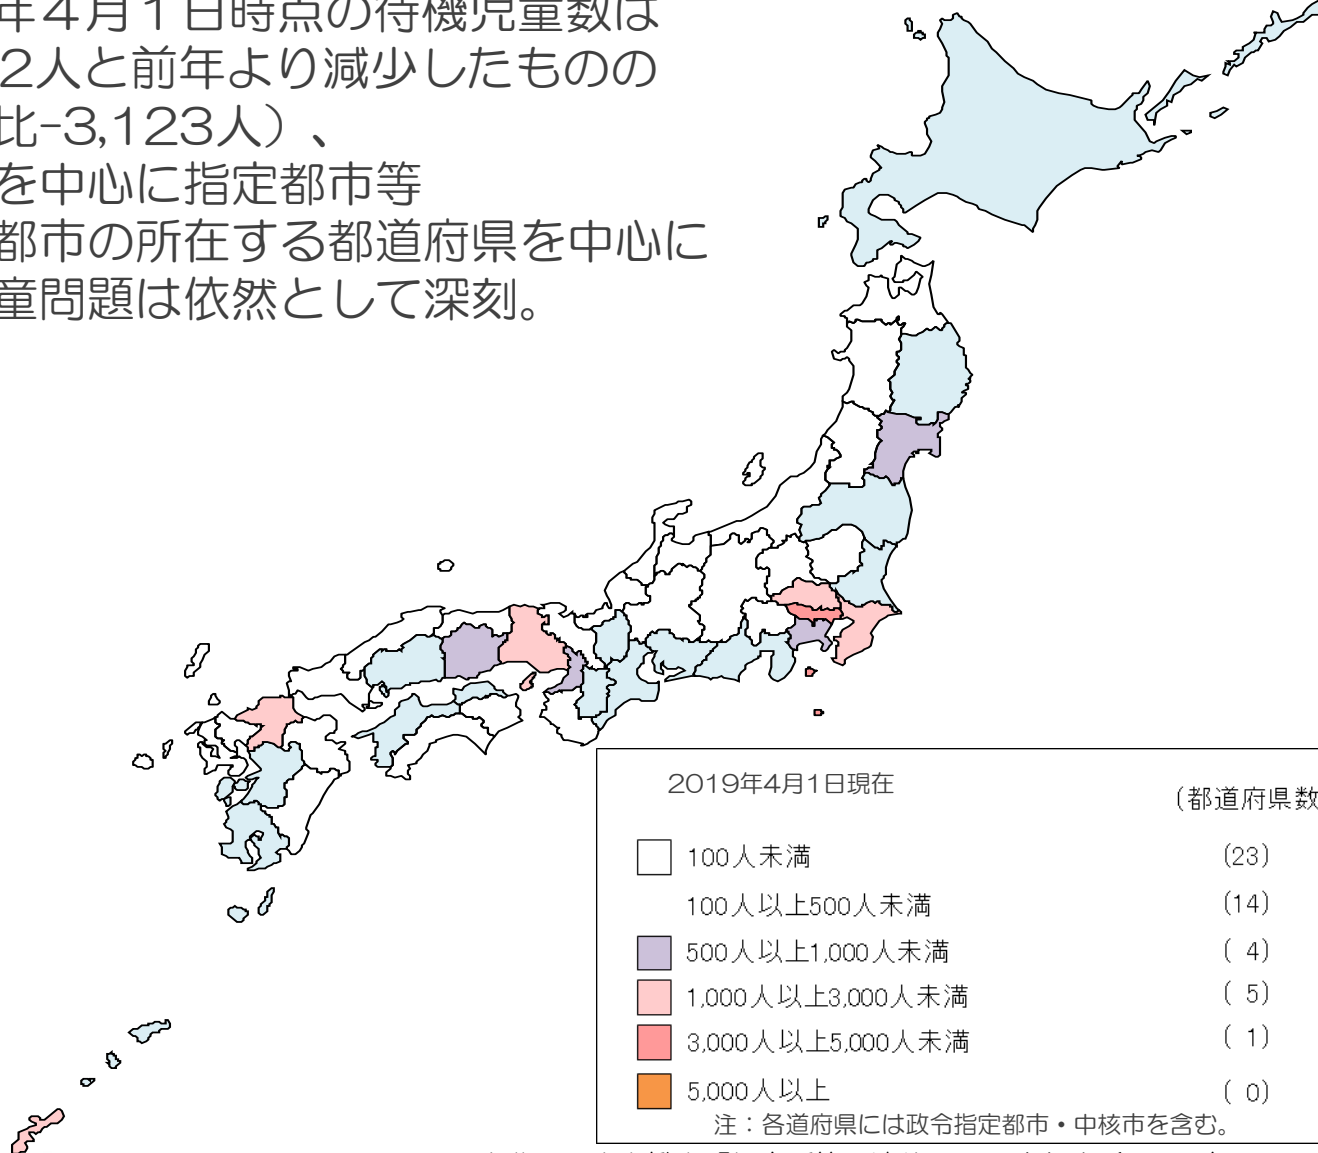 年４月１日時点の待機児童数は
2人と前年より減少したものの
比-3,123人）、
を中心に指定都市等
都市の所在する都道府県を中心に
童問題は依然として深刻。
2019年4月1日現在
(都道府県数
100人未満 (23)
100人以上500人未満 (14)
500人以上1,000人未満 ( 4)
1,000人以上3,000人未満 ( 5)
3,000人以上5,000人未満 ( 1)
5,000人以上 ( 0)
注：各道府県には政令指定都市・中核市を含む。